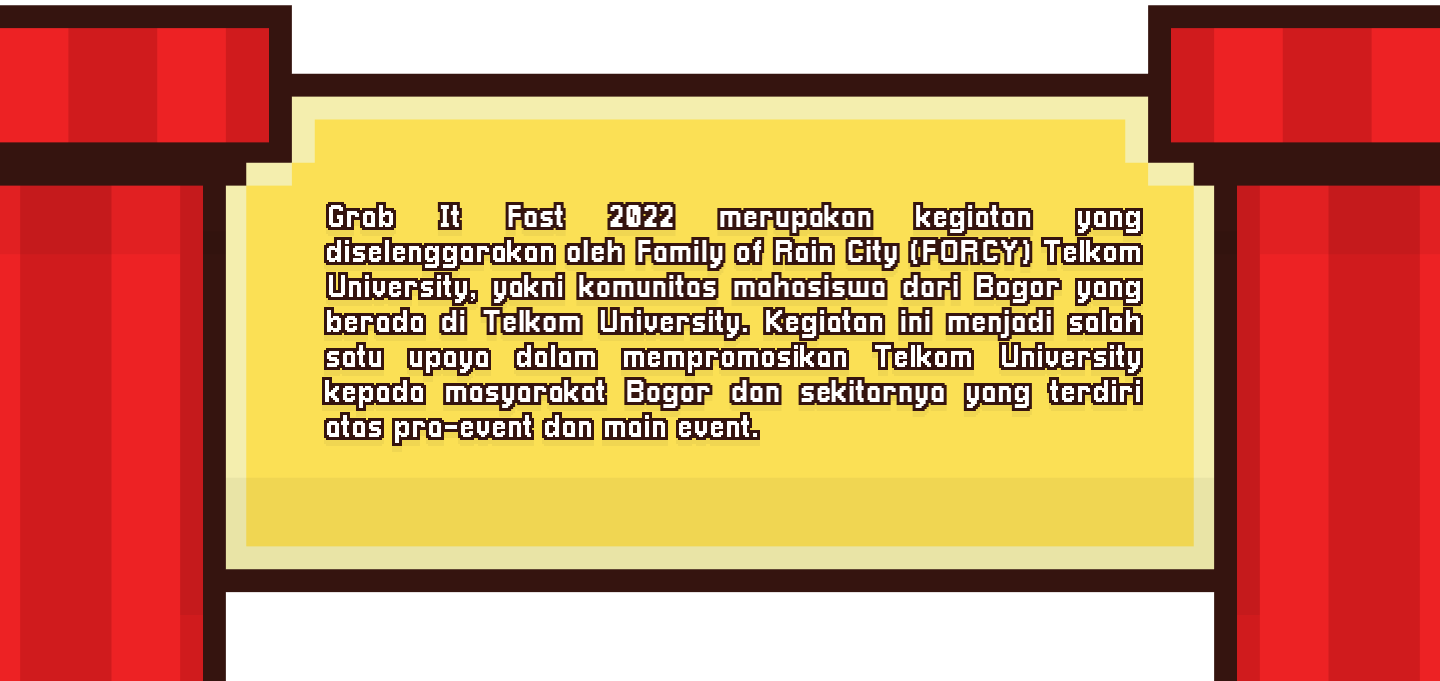 Grab It Fast 2022 merupakan kegiatan yang
diselenggarakan oleh Family of Rain City (FORCY) Telkom
University, yakni komunitas mahasiswa dari Bogor yang
berada di Telkom University. Kegiatan ini menjadi salah
satu upaya dalam mempromosikan Telkom University
kepada masyarakat Bogor dan sekitarnya yang terdiri
atas pra-event dan main event.